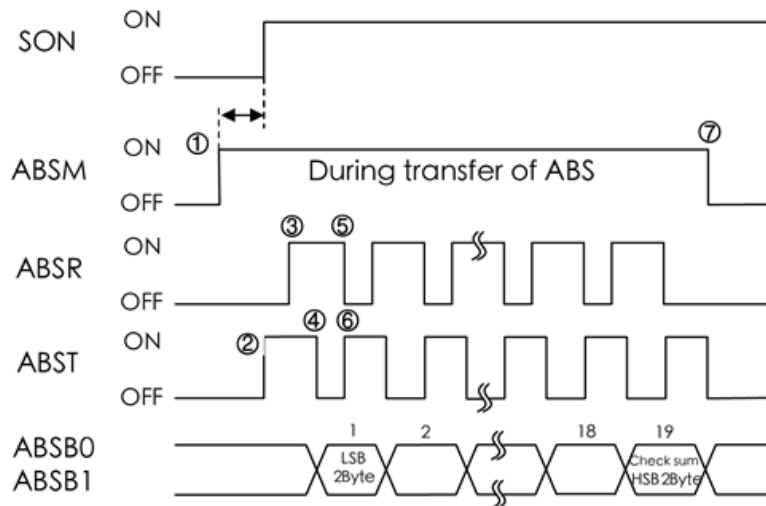 ON
SON
OFF
① ON ⑦
ABSM During transfer of ABS
OFF
③ ⑤
ON
ABSR
OFF
④ ⑥
ON
②
ABST
OFF
1 2 18 19
ABSB0
LSB Check sum
2Byte HSB 2Byte
ABSB1